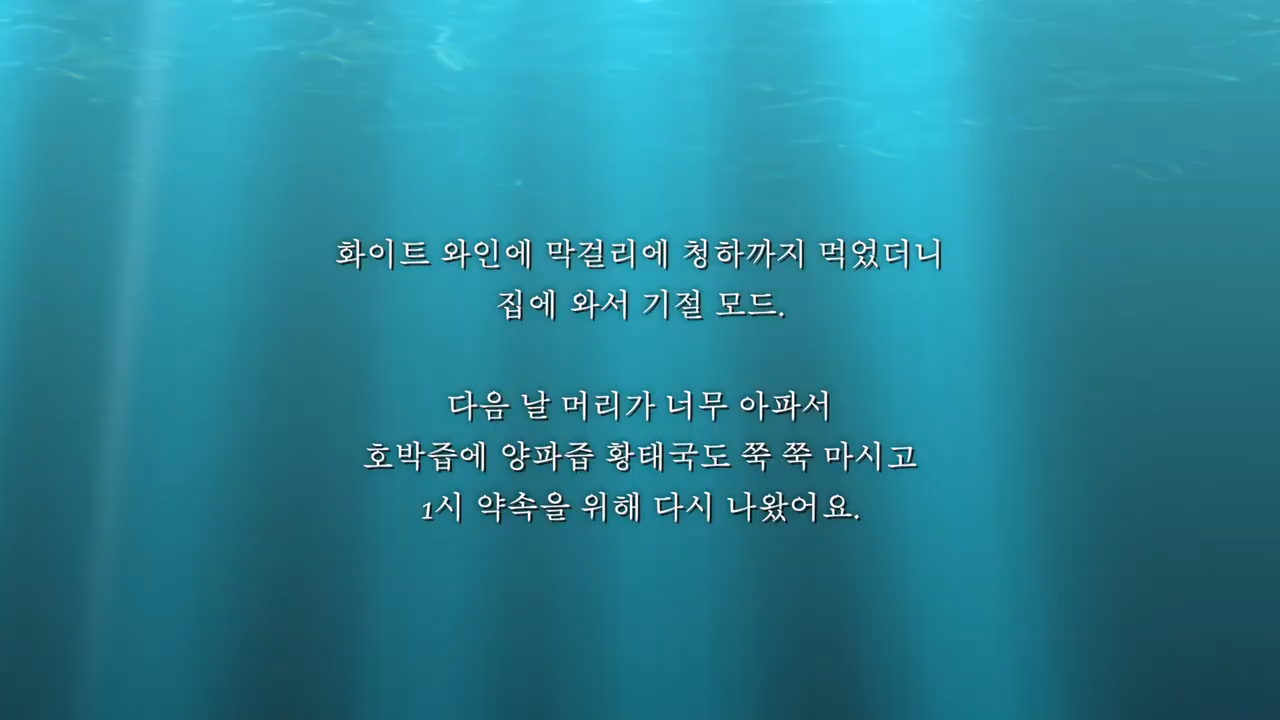 화이트 와인에 막걸리에 청하까지 먹었더니
집에 와서 기절 모드.
다음 날 머리가 너무 아파서
호박즙에 양파즙 황태국도 쭉 쭉 마시고
1시 약속을 위해 다시 나왔어요.